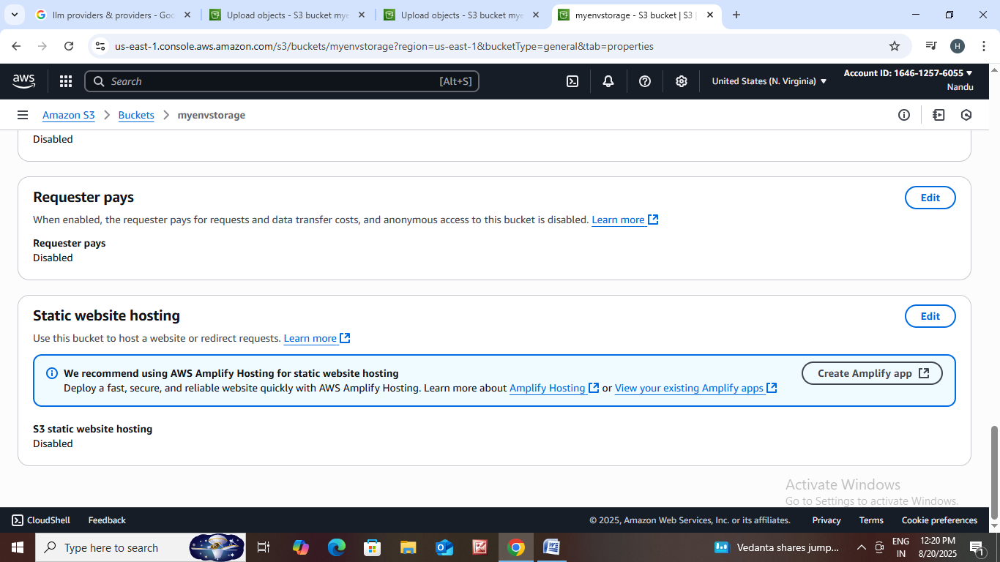 llm providers & providers - Goo
Upload objects - S3 bucket mye
Upload objects - S3 bucket mye
myenvstorage - S3 bucket | S3 |
us-east-1.console.aws.amazon.com/s3/buckets/myenvstorage?region=us-east-1&bucketType=general&tab=properties
H
aws
Search
[Alt+S]
United States (N. Virginia)
Account ID: 1646-1257-6055
Nandu
Amazon S3
Buckets
myenvstorage
Disabled
Requester pays
Edit
When enabled, the requester pays for requests and data transfer costs, and anonymous access to this bucket is disabled. Learn more
Requester pays
Disabled
Static website hosting
Edit
Use this bucket to host a website or redirect requests. Learn more
We recommend using AWS Amplify Hosting for static website hosting
Deploy a fast, secure, and reliable website quickly with AWS Amplify Hosting. Learn more about Amplify Hosting or View your existing Amplify apps
Create Amplify app
S3 static website hosting
Disabled
Activate Windows
Go to Settings to activate Windows.
CloudShell
Feedback
© 2025, Amazon Web Services, Inc. or its affiliates.
Privacy
Terms
Cookie preferences
Type here to search
Vedanta shares jump...
ENG
IN
12:20 PM
8/20/2025
1